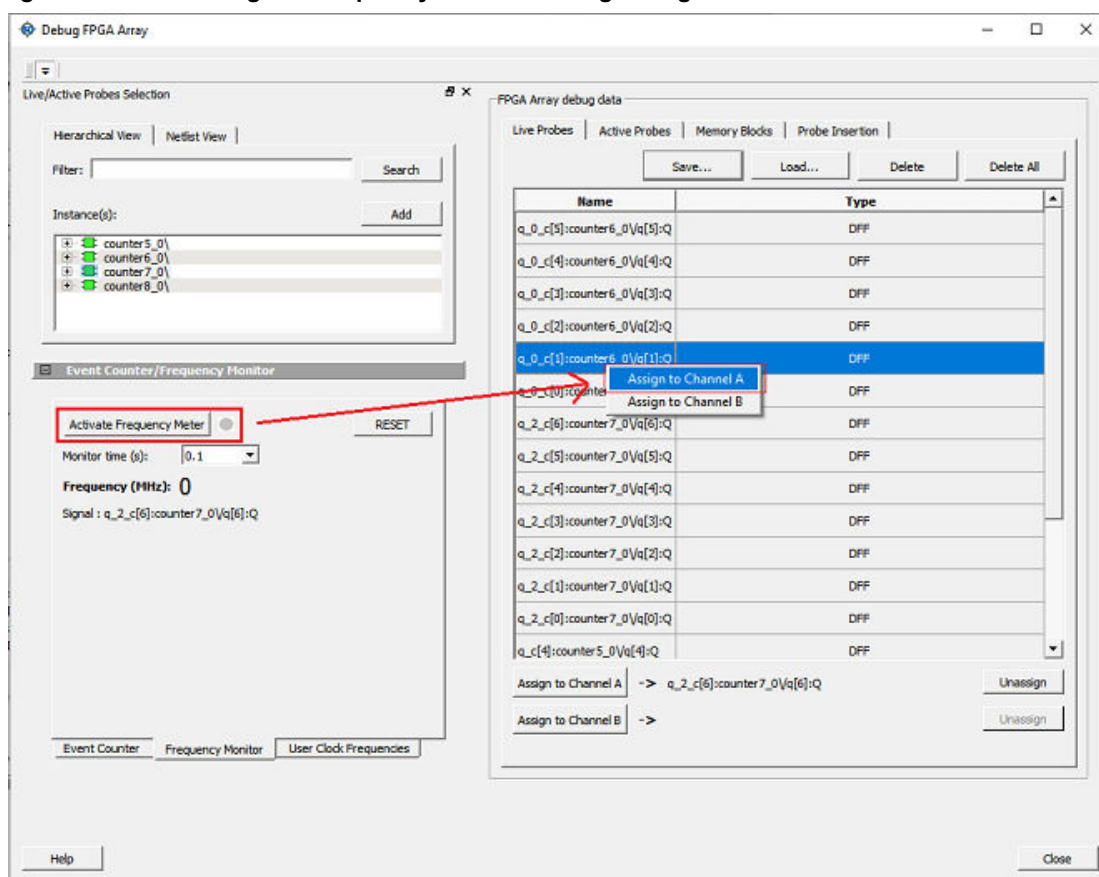 Debug FPGA Array
Live/Active Probes Selection
Hierarchical View Netlist View
Filter: Search
Instance(s): Add
counter5_0\
counter6_0\
counter7_0\
counter8_0\
Event Counter/Frequency Monitor
Activate Frequency Meter RESET
Monitor time (s): 0.1
Frequency (MHz): 0
Signal : q_2_c[6]:counter7_0\/q[6]:Q
Event Counter Frequency Monitor User Clock Frequencies
FPGA Array debug data
Live Probes Active Probes Memory Blocks Probe Insertion
Save... Load... Delete Delete All
Name Type
q_0_c[5]:counter6_0\/q[5]:Q DFF
q_0_c[4]:counter6_0\/q[4]:Q DFF
q_0_c[3]:counter6_0\/q[3]:Q DFF
q_0_c[2]:counter6_0\/q[2]:Q DFF
q_0_c[1]:counter6_0\/q[1]:Q DFF
Assign to Channel A
Assign to Channel B
q_0_c[0]:counter DFF
q_2_c[6]:counter7_0\/q[6]:Q DFF
q_2_c[5]:counter7_0\/q[5]:Q DFF
q_2_c[4]:counter7_0\/q[4]:Q DFF
q_2_c[3]:counter7_0\/q[3]:Q DFF
q_2_c[2]:counter7_0\/q[2]:Q DFF
q_2_c[1]:counter7_0\/q[1]:Q DFF
q_2_c[0]:counter7_0\/q[0]:Q DFF
q_c[4]:counter5_0\/q[4]:Q DFF
Assign to Channel A -> q_2_c[6]:counter7_0\/q[6]:Q Unassign
Assign to Channel B -> Unassign
Help Close